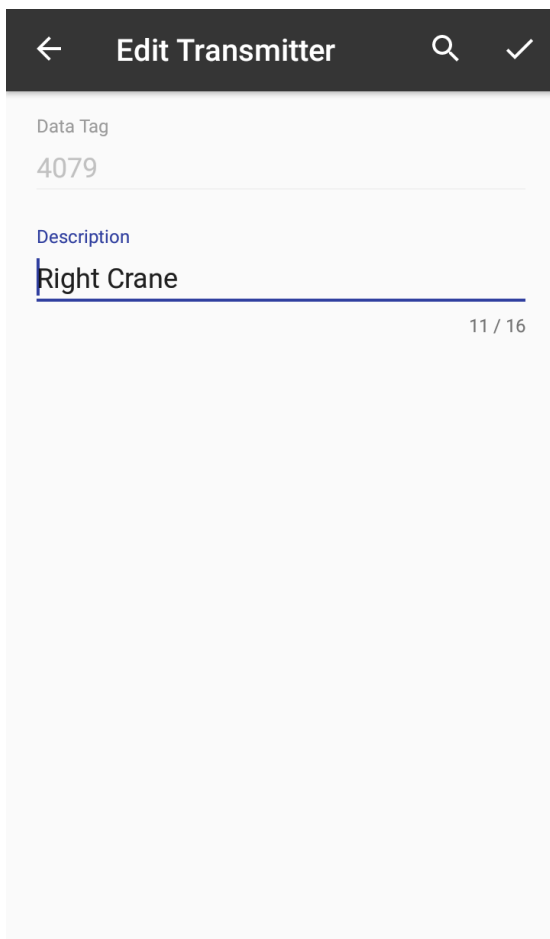 Edit Transmitter
Data Tag
4079
Description
Right Crane
11 / 16